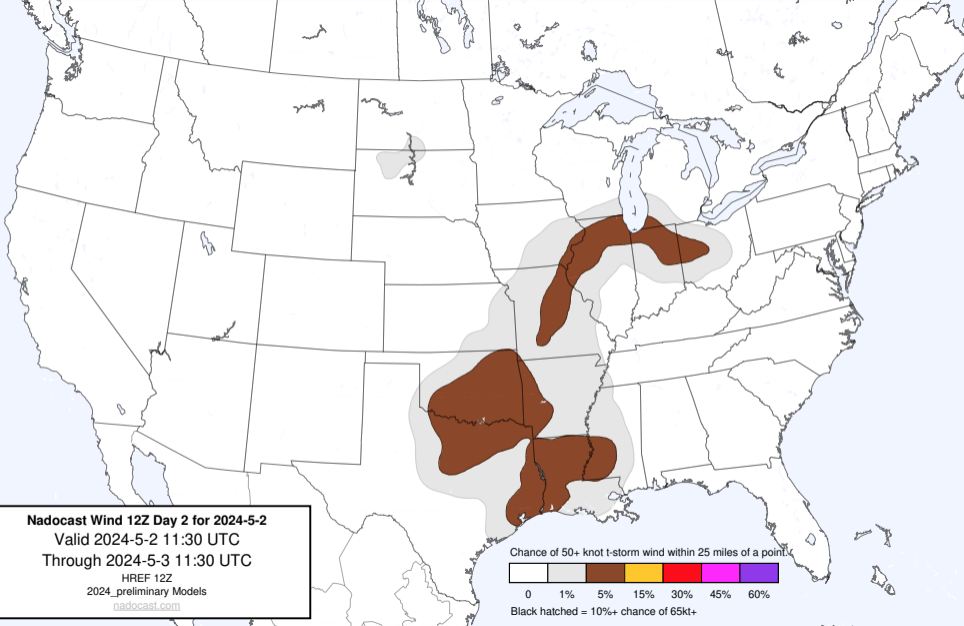 Nadocast Wind 12Z Day 2 for 2024-5-2
Valid 2024-5-2 11:30 UTC
Through 2024-5-3 11:30 UTC
HREF 12Z
2024_preliminary Models
nadocast.com
Chance of 50+ knot t-storm wind within 25 miles of a point.
0 1% 5% 15% 30% 45% 60%
Black hatched = 10%+ chance of 65kt+